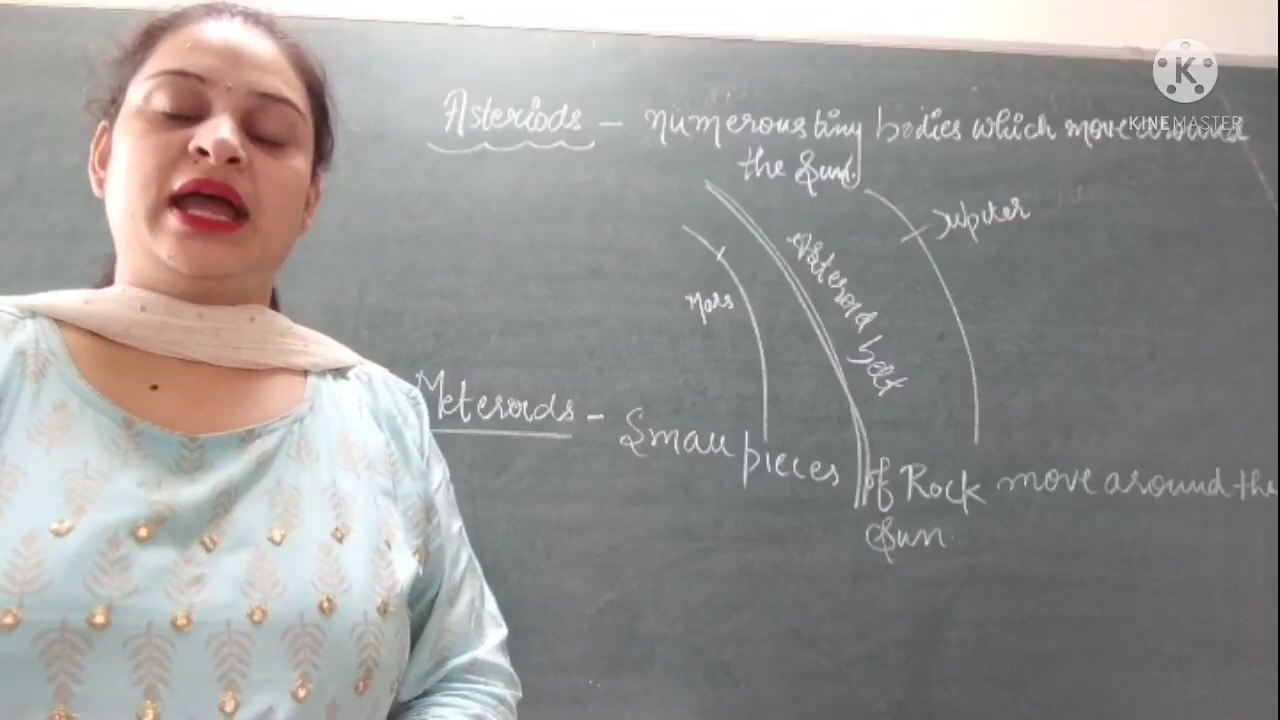 Asteriods – numerous tiny bodies which move around
the Sun.
Jupiter
Asteroid belt
Mars
Meteroids – Small pieces of Rock move around the
Sun.
K
KINEMASTER